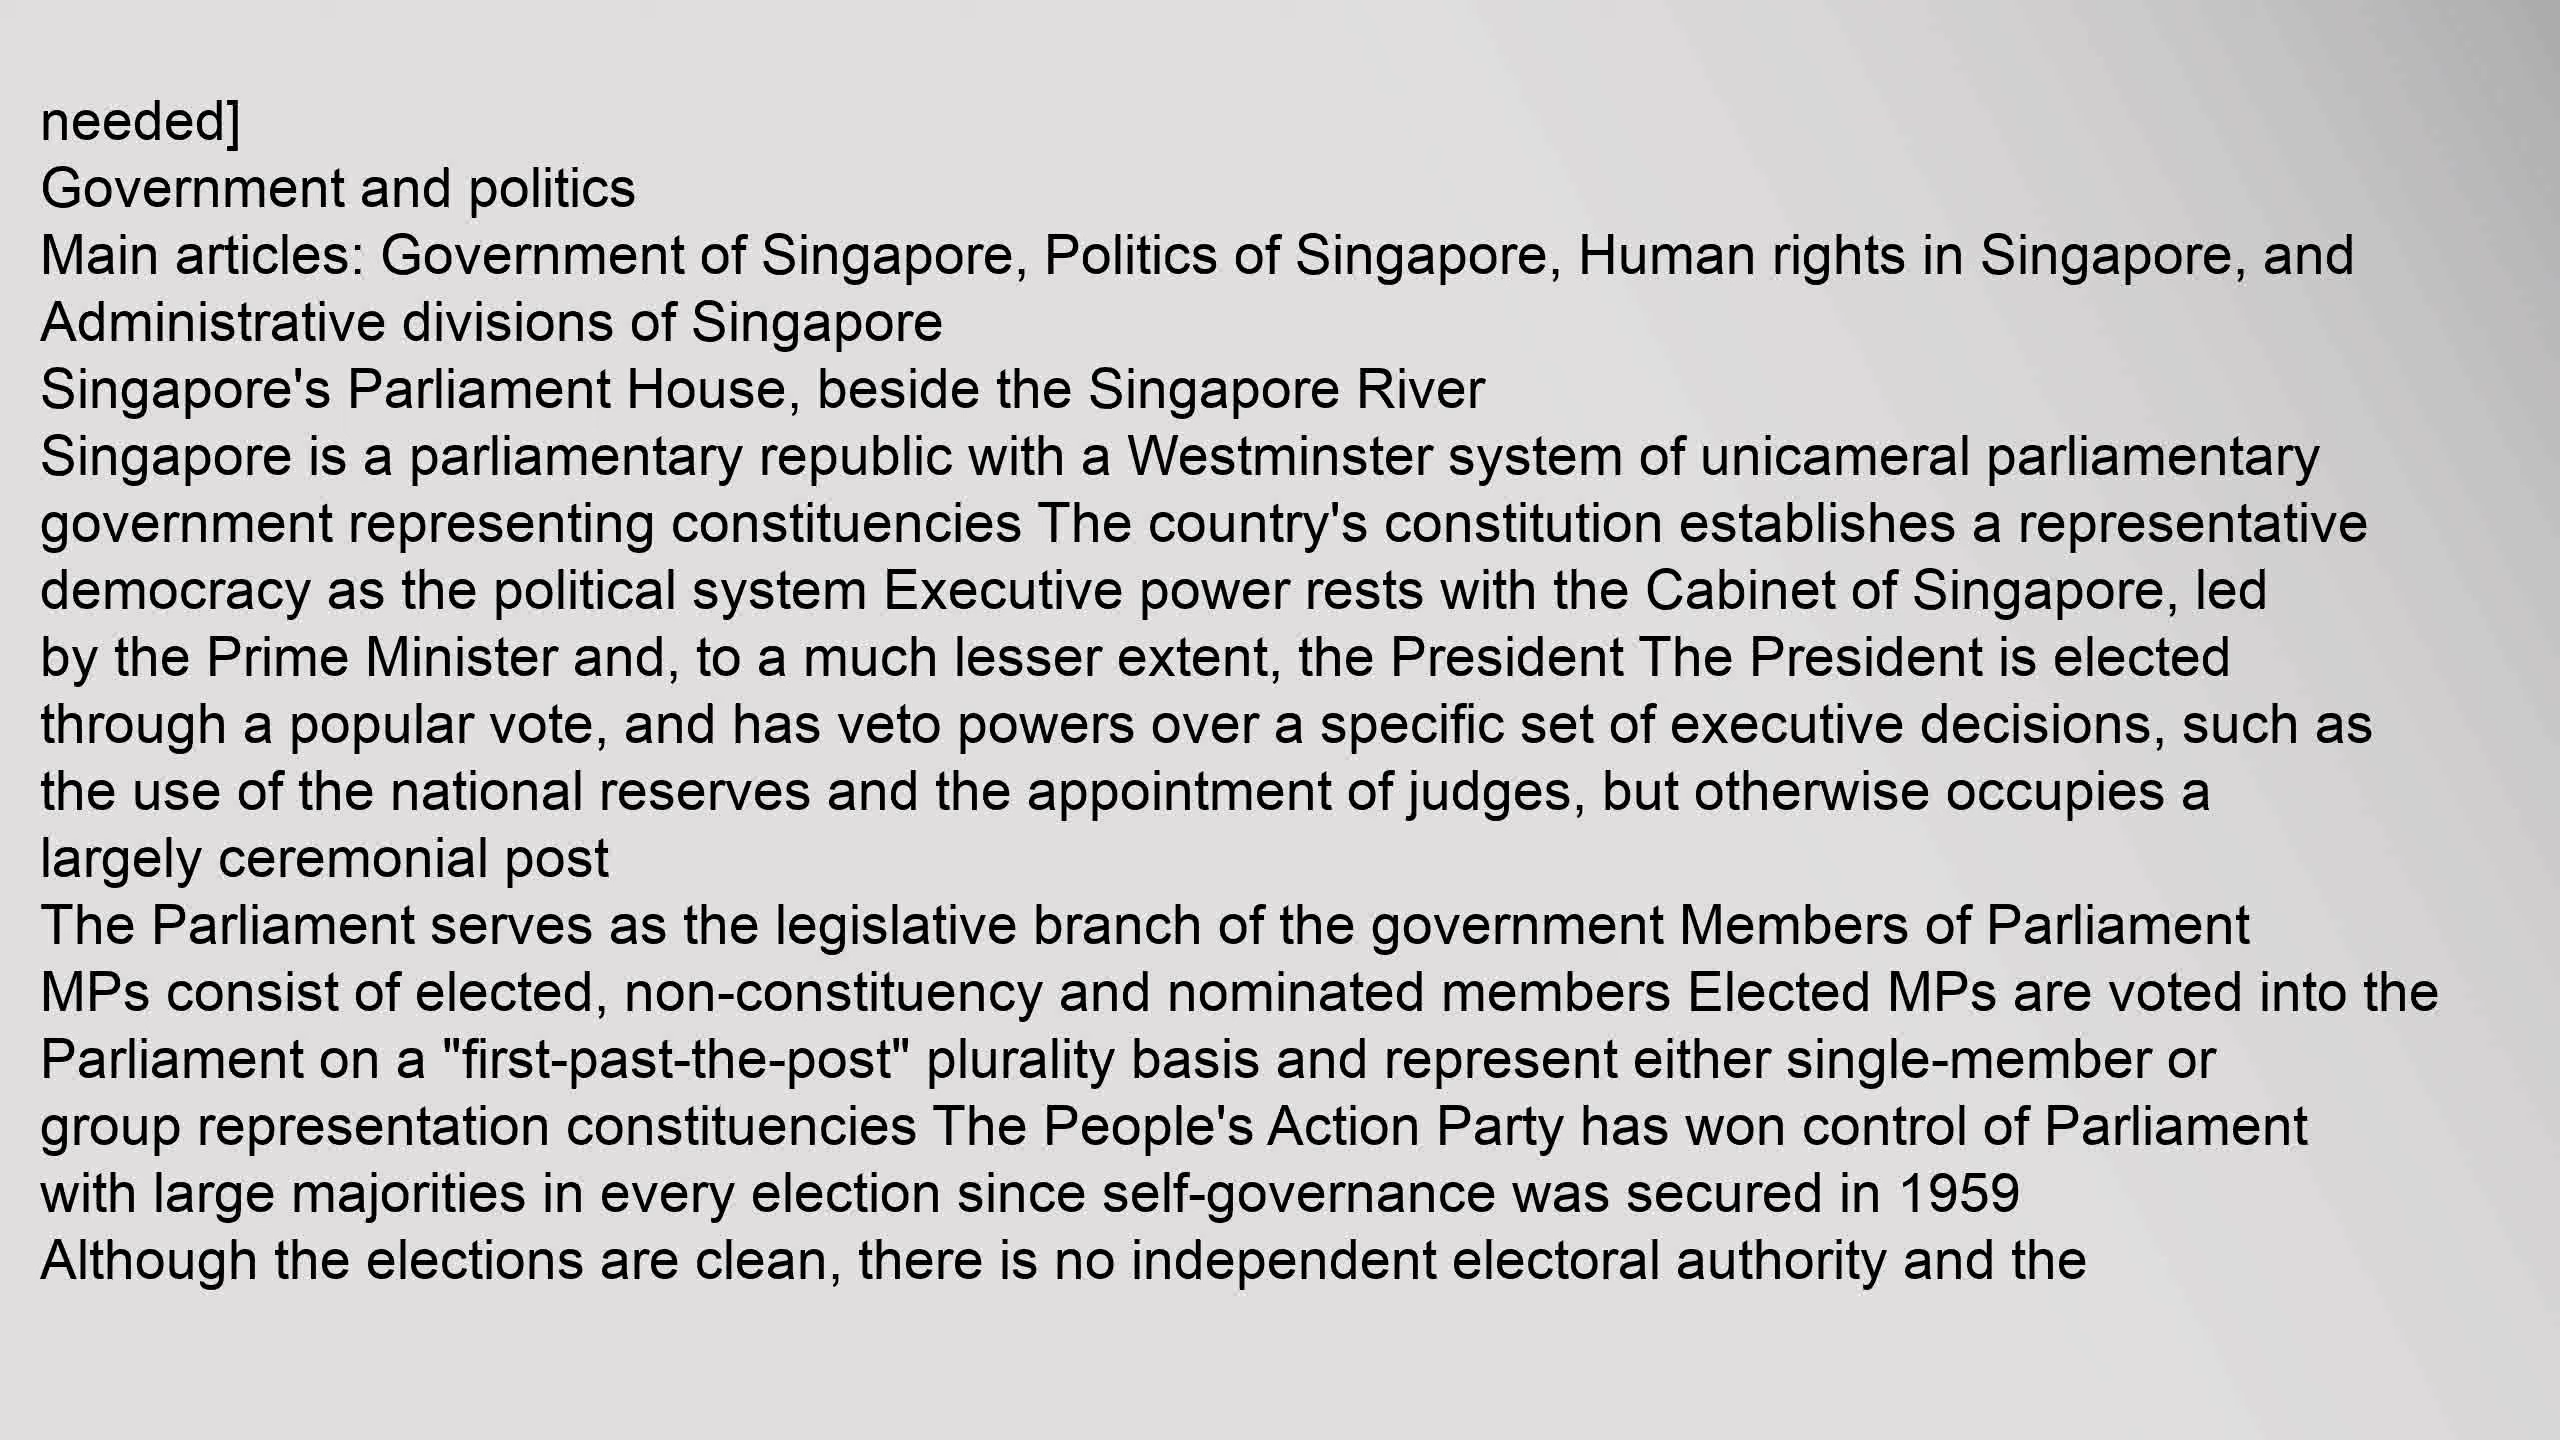 needed]
Government and politics
Main articles: Government of Singapore, Politics of Singapore, Human rights in Singapore, and
Administrative divisions of Singapore
Singapore's Parliament House, beside the Singapore River
Singapore is a parliamentary republic with a Westminster system of unicameral parliamentary
government representing constituencies The country's constitution establishes a representative
democracy as the political system Executive power rests with the Cabinet of Singapore, led
by the Prime Minister and, to a much lesser extent, the President The President is elected
through a popular vote, and has veto powers over a specific set of executive decisions, such as
the use of the national reserves and the appointment of judges, but otherwise occupies a
largely ceremonial post
The Parliament serves as the legislative branch of the government Members of Parliament
MPs consist of elected, non-constituency and nominated members Elected MPs are voted into the
Parliament on a "first-past-the-post" plurality basis and represent either single-member or
group representation constituencies The People's Action Party has won control of Parliament
with large majorities in every election since self-governance was secured in 1959
Although the elections are clean, there is no independent electoral authority and the